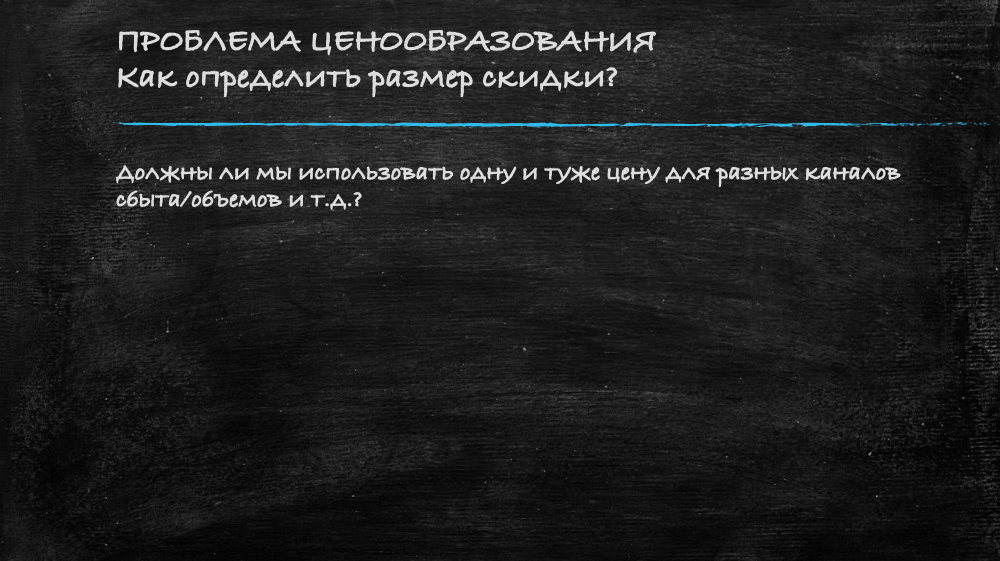 ПРОБЛЕМА ЦЕНООБРАЗОВАНИЯ
Как определить размер скидки?
Должны ли мы использовать одну и туже цену для разных каналов
сбыта/объемов и т.д.?